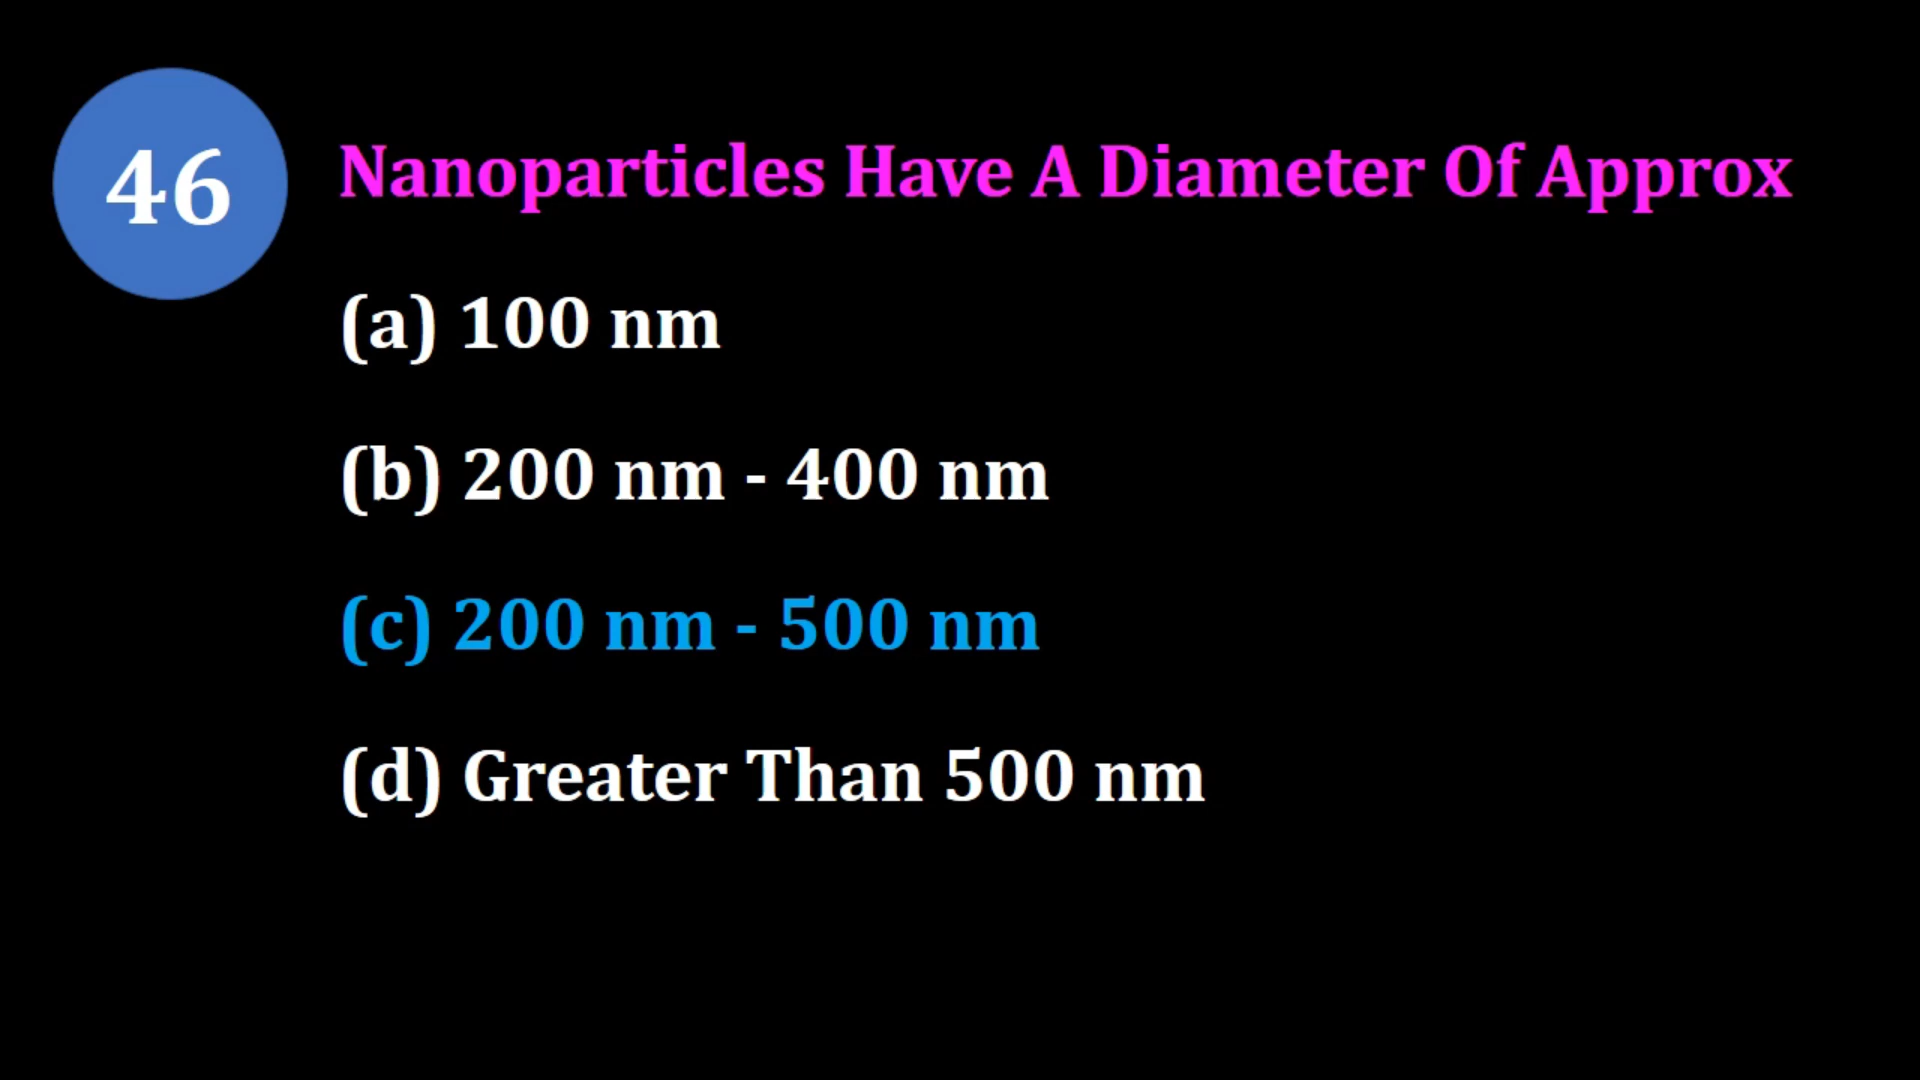 46
Nanoparticles Have A Diameter Of Approx
(a) 100 nm
(b) 200 nm - 400 nm
(c) 200 nm - 500 nm
(d) Greater Than 500 nm